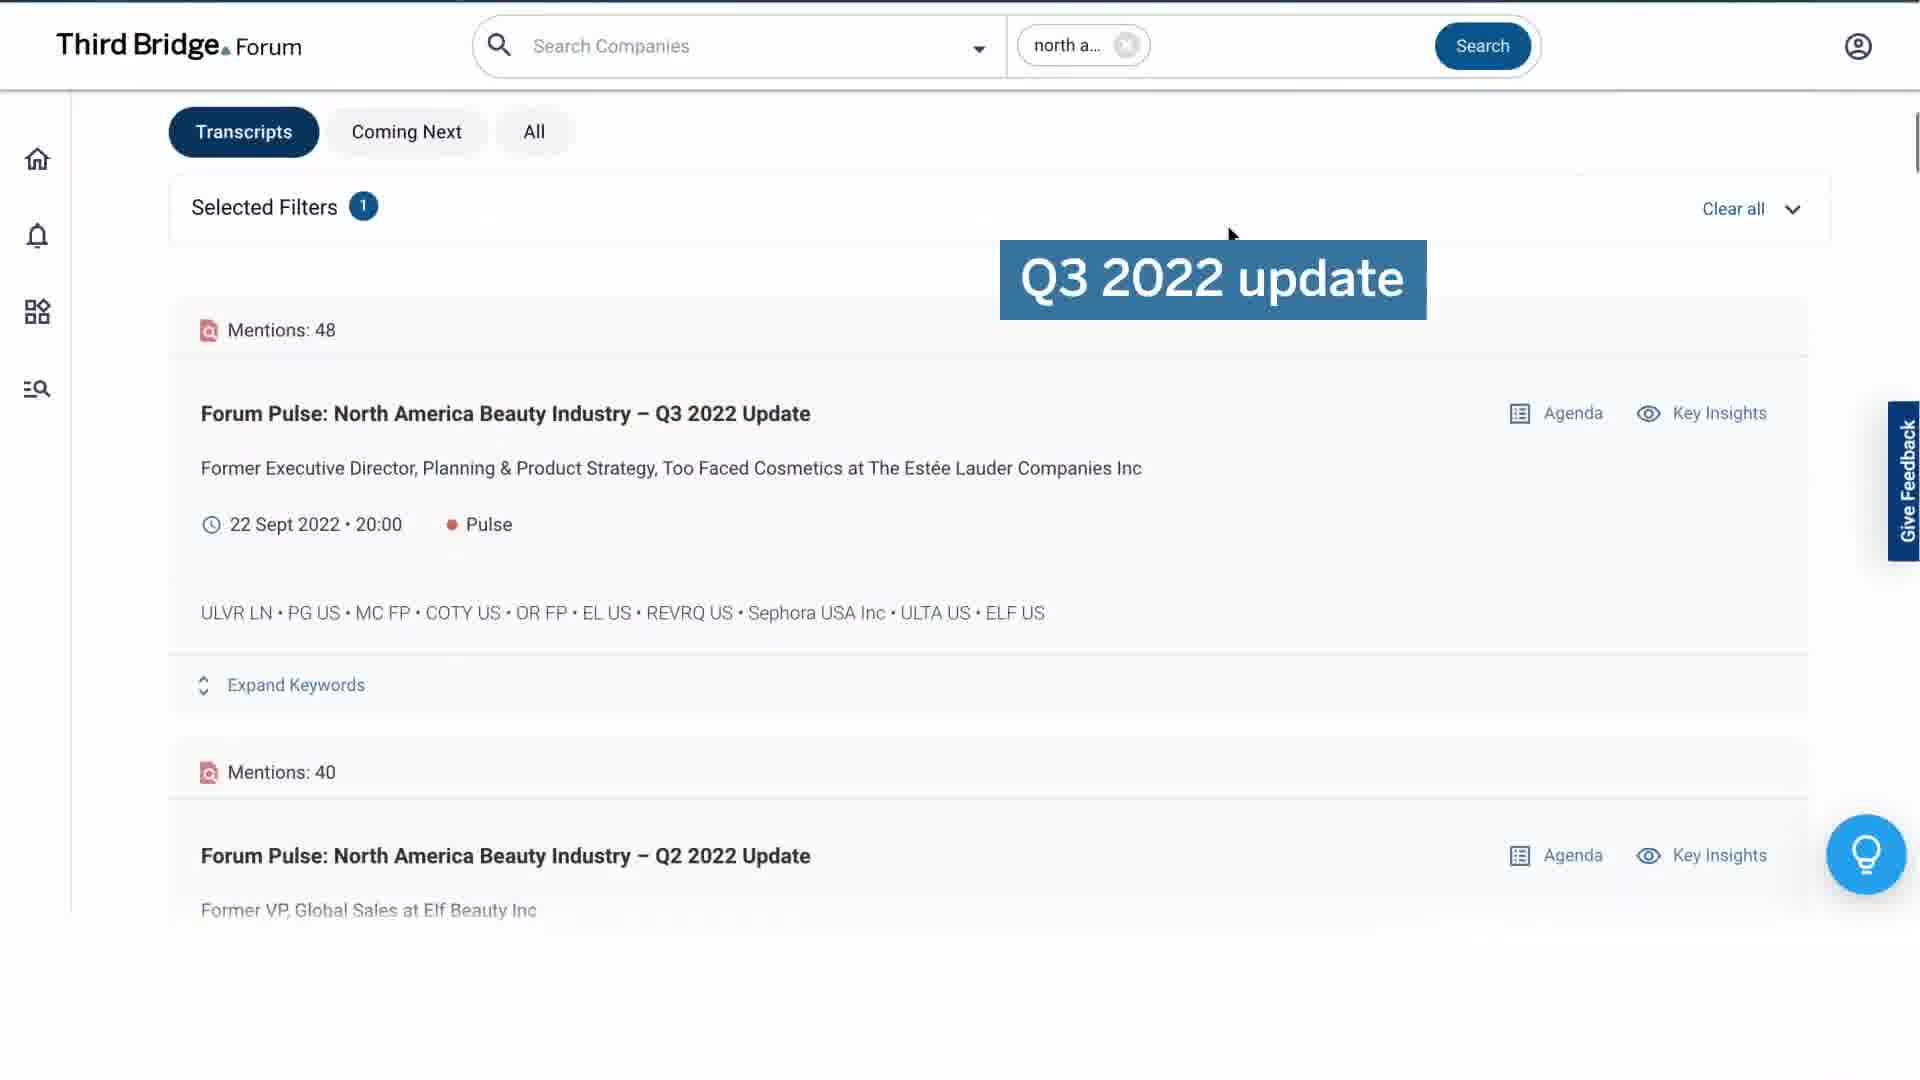 Third Bridge. Forum
Search Companies
north a...
Search
Transcripts
Coming Next
All
Selected Filters 1
Clear all
Q3 2022 update
Mentions: 48
Forum Pulse: North America Beauty Industry – Q3 2022 Update
Agenda
Key Insights
Former Executive Director, Planning & Product Strategy, Too Faced Cosmetics at The Estée Lauder Companies Inc
22 Sept 2022 • 20:00
Pulse
ULVR LN • PG US • MC FP • COTY US • OR FP • EL US • REVRQ US • Sephora USA Inc • ULTA US • ELF US
Expand Keywords
Give Feedback
Mentions: 40
Forum Pulse: North America Beauty Industry – Q2 2022 Update
Agenda
Key Insights
Former VP, Global Sales at Elf Beauty Inc